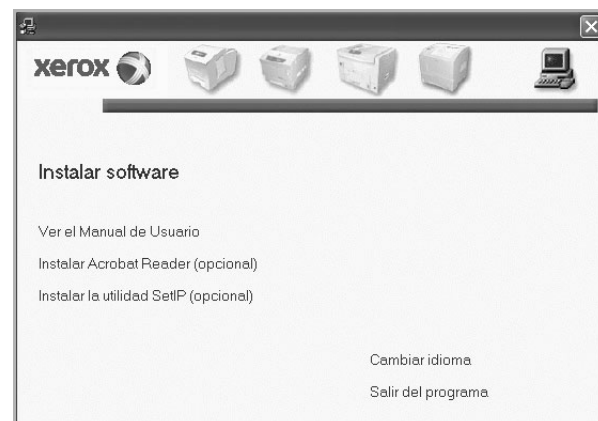 xerox
Instalar software
Ver el Manual de Usuario
Instalar Acrobat Reader (opcional)
Instalar la utilidad SetIP (opcional)
Cambiar idioma
Salir del programa